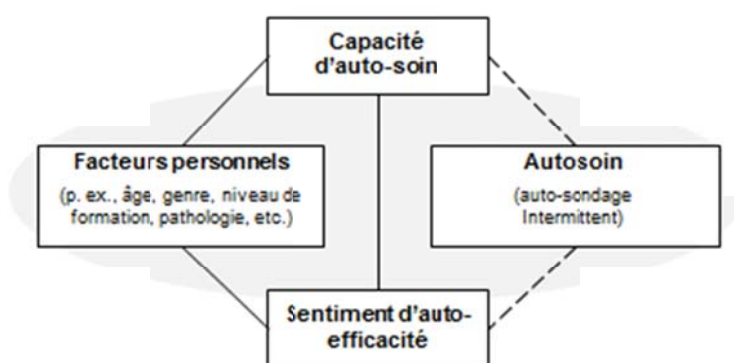 Capacité
d'auto-soin
Facteurs personnels
(p. ex., âge, genre, niveau de
formation, pathologie, etc.)
Autosoin
(auto-sondage
Intermittent)
Sentiment d'auto-
efficacité